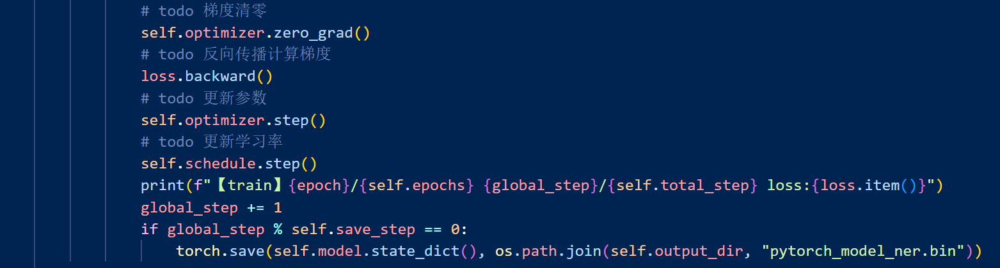 # todo 梯度清零
self.optimizer.zero_grad()
# todo 反向传播计算梯度
loss.backward()
# todo 更新参数
self.optimizer.step()
# todo 更新学习率
self.schedule.step()
print(f"【train】{epoch}/{self.epochs} {global_step}/{self.total_step} loss:{loss.item()}")
global_step += 1
if global_step % self.save_step == 0:
    torch.save(self.model.state_dict(), os.path.join(self.output_dir, "pytorch_model_ner.bin"))